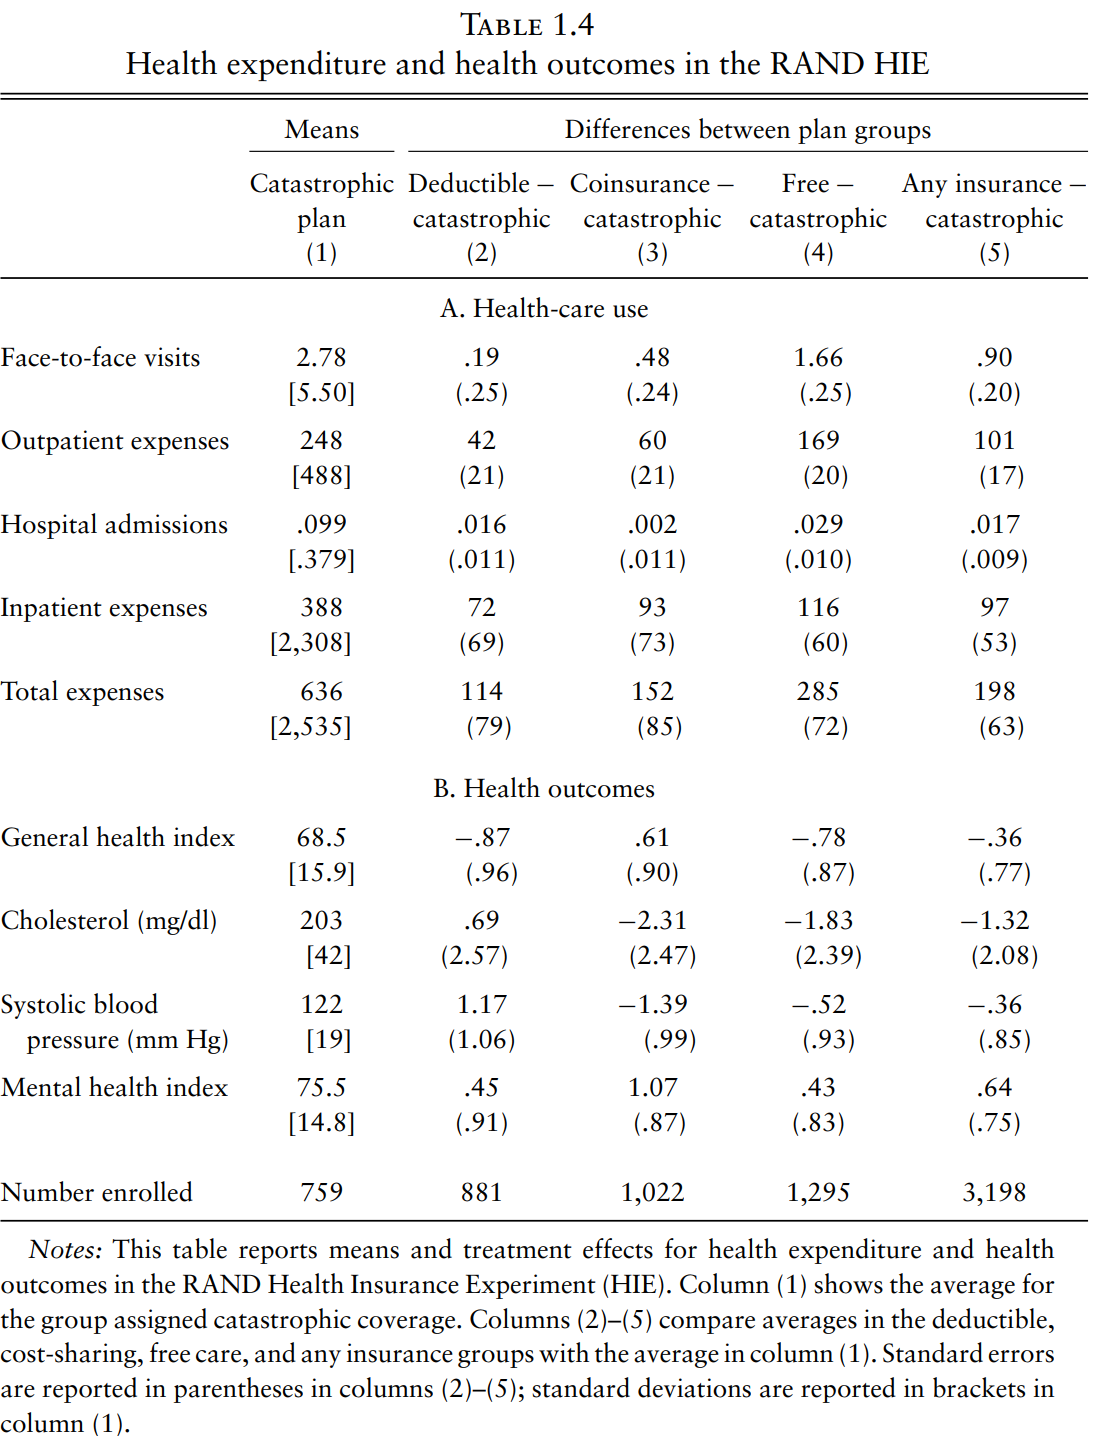 TABLE 1.4
Health expenditure and health outcomes in the RAND HIE
Means Differences between plan groups
Catastrophic Deductible – Coinsurance – Free – Any insurance –
plan catastrophic catastrophic catastrophic catastrophic
(1) (2) (3) (4) (5)
A. Health-care use
Face-to-face visits 2.78 .19 .48 1.66 .90
[5.50] (.25) (.24) (.25) (.20)
Outpatient expenses 248 42 60 169 101
[488] (21) (21) (20) (17)
Hospital admissions .099 .016 .002 .029 .017
[.379] (.011) (.011) (.010) (.009)
Inpatient expenses 388 72 93 116 97
[2,308] (69) (73) (60) (53)
Total expenses 636 114 152 285 198
[2,535] (79) (85) (72) (63)
B. Health outcomes
General health index 68.5 −.87 .61 −.78 −.36
[15.9] (.96) (.90) (.87) (.77)
Cholesterol (mg/dl) 203 .69 −2.31 −1.83 −1.32
[42] (2.57) (2.47) (2.39) (2.08)
Systolic blood 122 1.17 −1.39 −.52 −.36
pressure (mm Hg) [19] (1.06) (.99) (.93) (.85)
Mental health index 75.5 .45 1.07 .43 .64
[14.8] (.91) (.87) (.83) (.75)
Number enrolled 759 881 1,022 1,295 3,198
Notes: This table reports means and treatment effects for health expenditure and health
outcomes in the RAND Health Insurance Experiment (HIE). Column (1) shows the average for
the group assigned catastrophic coverage. Columns (2)–(5) compare averages in the deductible,
cost-sharing, free care, and any insurance groups with the average in column (1). Standard errors
are reported in parentheses in columns (2)–(5); standard deviations are reported in brackets in
column (1).